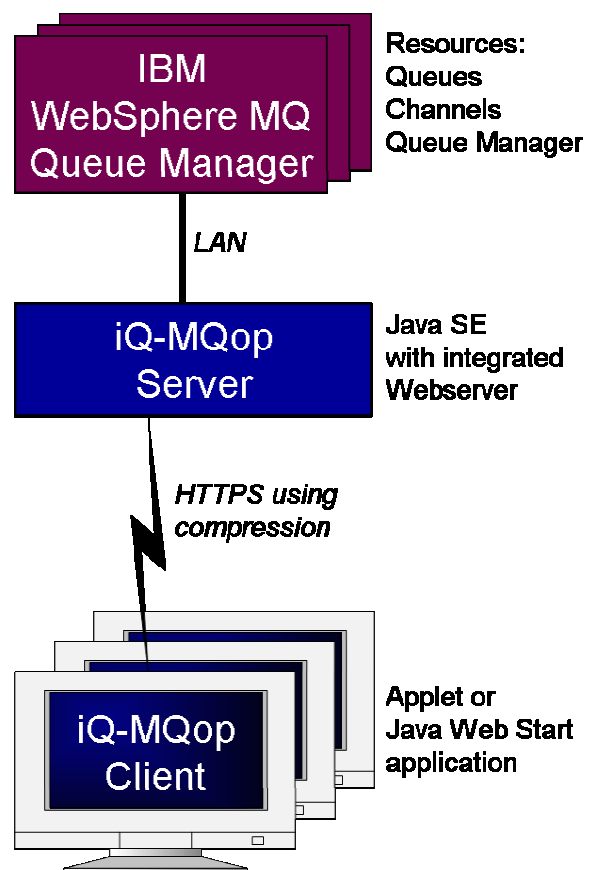 IBM
WebSphere MQ
Queue Manager
Resources:
Queues
Channels
Queue Manager
LAN
iQ-MQop
Server
Java SE
with integrated
Webserver
HTTPS using
compression
iQ-MQop
Client
Applet or
Java Web Start
application